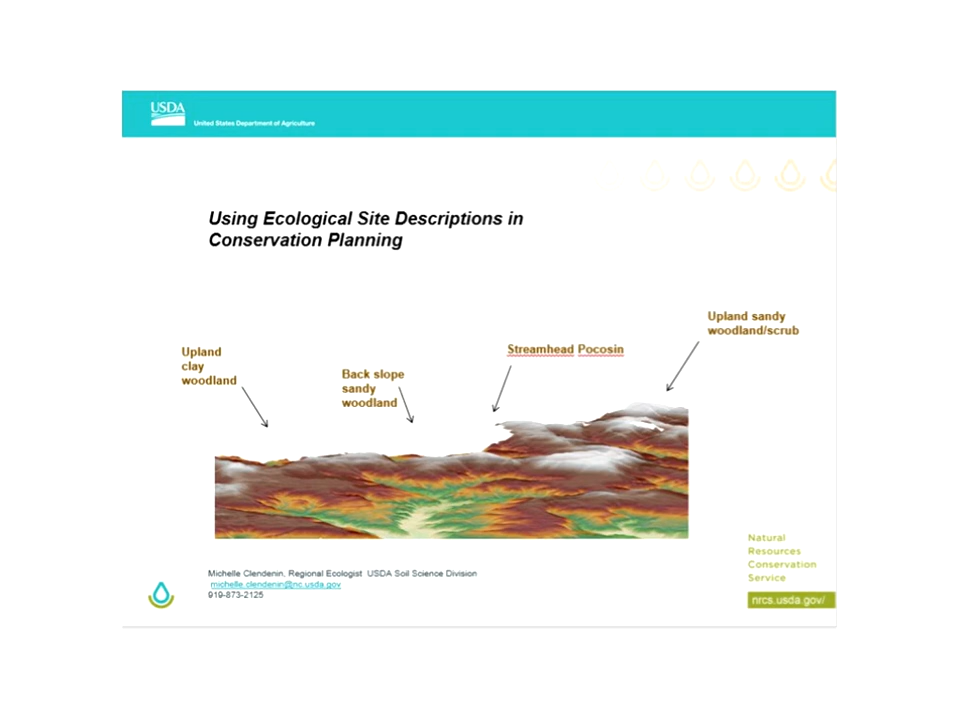 USDA
United States Department of Agriculture
Using Ecological Site Descriptions in
Conservation Planning
Upland sandy
woodland/scrub
Streamhead Pocosin
Upland
clay
woodland
Back slope
sandy
woodland
Natural
Resources
Conservation
Service
nrcs.usda.gov/
Michelle Clendenin, Regional Ecologist USDA Soil Science Division
michelle.clendenin@nc.usda.gov
919-873-2125